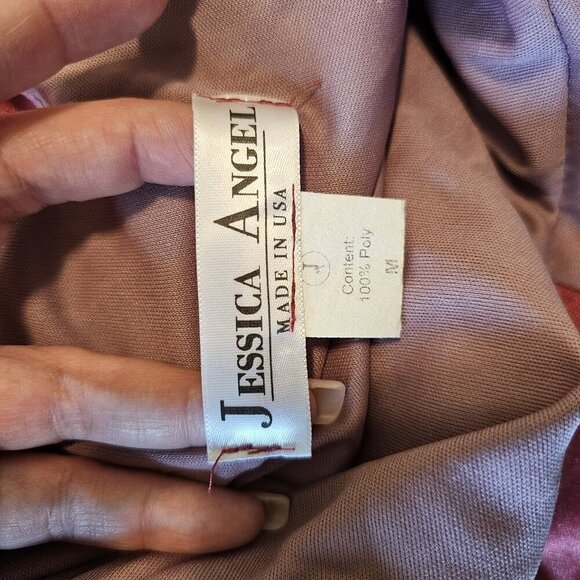 JESSICA ANGEL
MADE IN USA
Content:
100% Poly
M